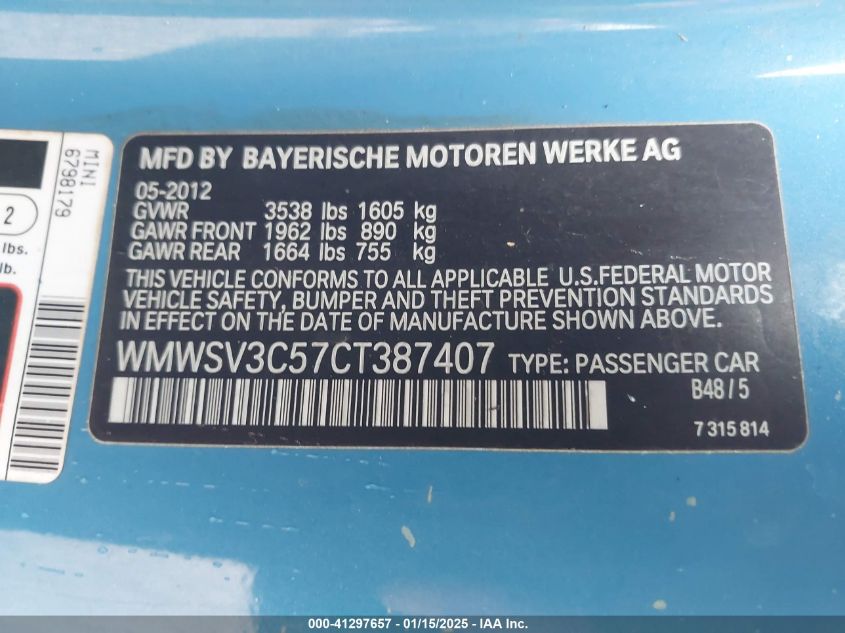 MINI
6798179
2
lbs.
lb.
MFD BY BAYERISCHE MOTOREN WERKE AG
05-2012
GVWR 3538 lbs 1605 kg
GAWR FRONT 1962 lbs 890 kg
GAWR REAR 1664 lbs 755 kg
THIS VEHICLE CONFORMS TO ALL APPLICABLE U.S.FEDERAL MOTOR
VEHICLE SAFETY, BUMPER AND THEFT PREVENTION STANDARDS
IN EFFECT ON THE DATE OF MANUFACTURE SHOWN ABOVE.
WMWSV3C57CT387407 TYPE: PASSENGER CAR
B48/5
7 315 814
000-41297657 - 01/15/2025 - IAA Inc.